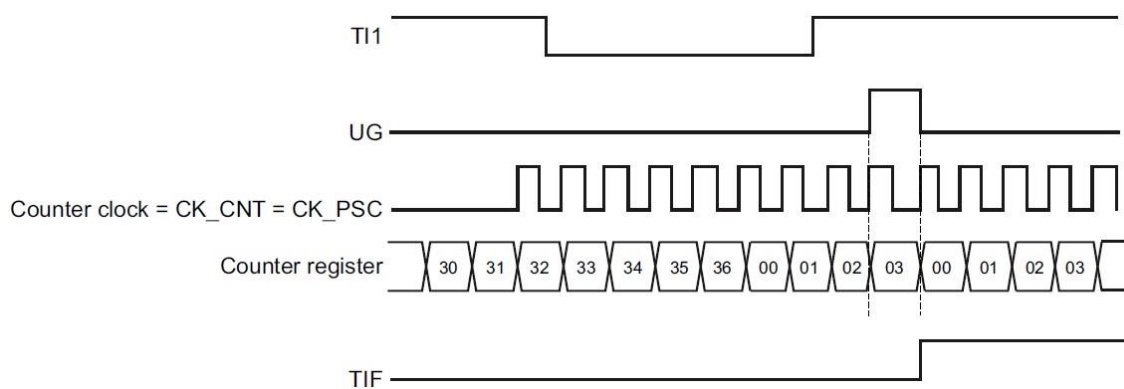 TI1
UG
Counter clock = CK_CNT = CK_PSC
Counter register 30 31 32 33 34 35 36 00 01 02 03 00 01 02 03
TIF